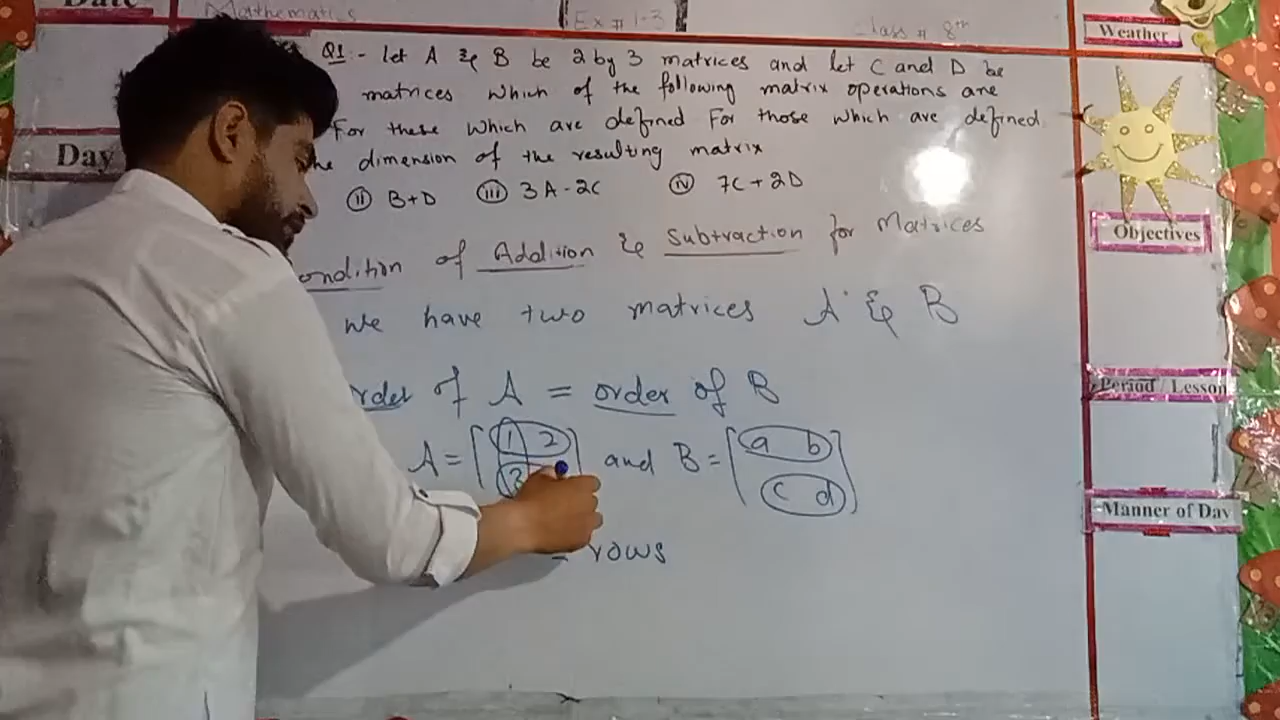 Date
Mathematics
Ex # 1-3
Class # 8th
Weather
Q1 :- let A & B be 2 by 3 matrices and let C and D be
matrices which of the following matrix operations are
For these which are defined For those which are defined
the dimension of the resulting matrix
Day
(ii) B+D (iii) 3A-2C (iv) 7C+2D
Objectives
ondition of Addition & Subtraction for Matrices
we have two matrices A & B
Period / Lesson
rder of A = order of B
A = [1 2
3 ] and B = [a b
c d]
Manner of Day
= rows